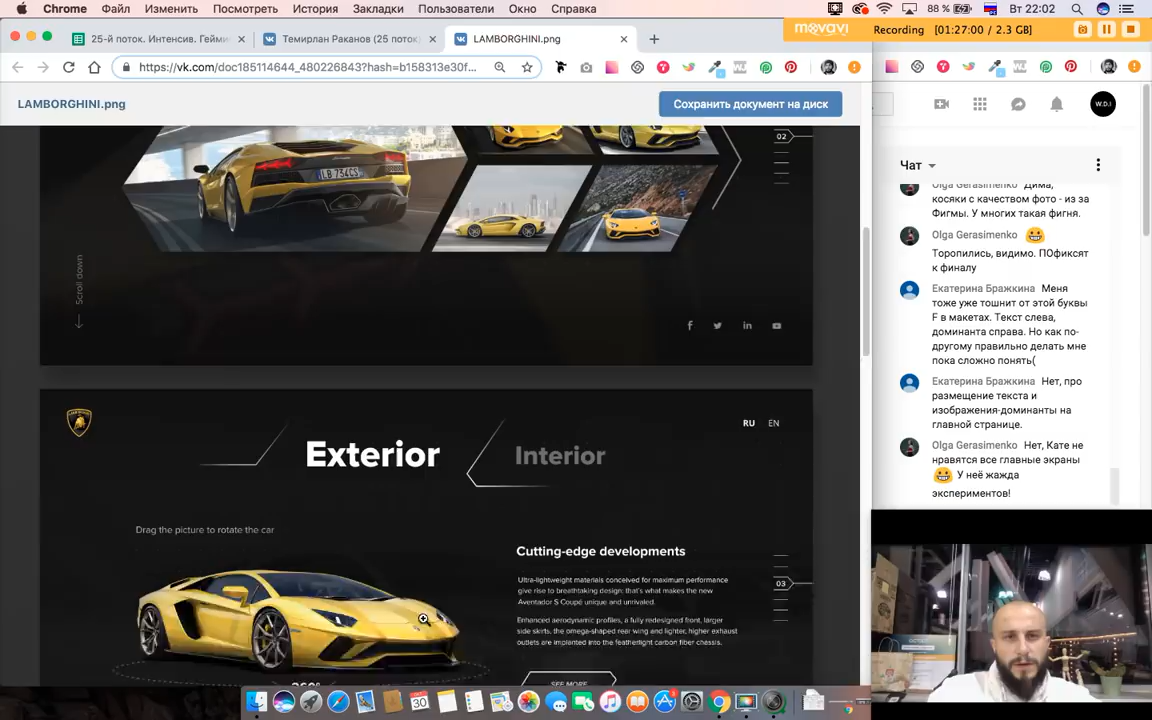 Chrome Файл Изменить Посмотреть История Закладки Люди Окно Справка
88 % Вт 22:02
movavi Recording [01:27:00 / 2.3 GB]
25-й поток. Интенсив. Гейми
Темирлан Раканов (25 поток
LAMBORGHINI.png
https://vk.com/doc185114644_480226843?hash=b158313e30f...
LAMBORGHINI.png
Сохранить документ на диск
W.D.I
Чат
Olga Gerasimenko Дима,
косяки с качеством фото - из за
Фигмы. У многих такая фигня.
Olga Gerasimenko
Торопились, видимо. ПОфиксят
к финалу
Екатерина Бражкина Меня
тоже уже тошнит от этой буквы
F в макетах. Текст слева,
доминанта справа. Но как по-
другому правильно делать мне
пока сложно понять(
Екатерина Бражкина Нет, про
размещение текста и
изображения-доминанты на
главной странице.
Olga Gerasimenko Нет, Кате не
нравятся все главные экраны
У неё жажда
экспериментов!
02
Scroll down
RU EN
Exterior Interior
Drag the picture to rotate the car
Cutting-edge developments
Ultra-lightweight materials conceived for maximum performance
give rise to breathtaking design: that's what makes the new
Aventador S Coupé unique and unrivaled.
Enhanced aerodynamic profiles, a fully redesigned front, larger
side skirts, the omega-shaped rear wing and lighter, higher exhaust
outlets are implanted into the featherlight carbon fiber chassis.
03
SEE MORE
360°
30